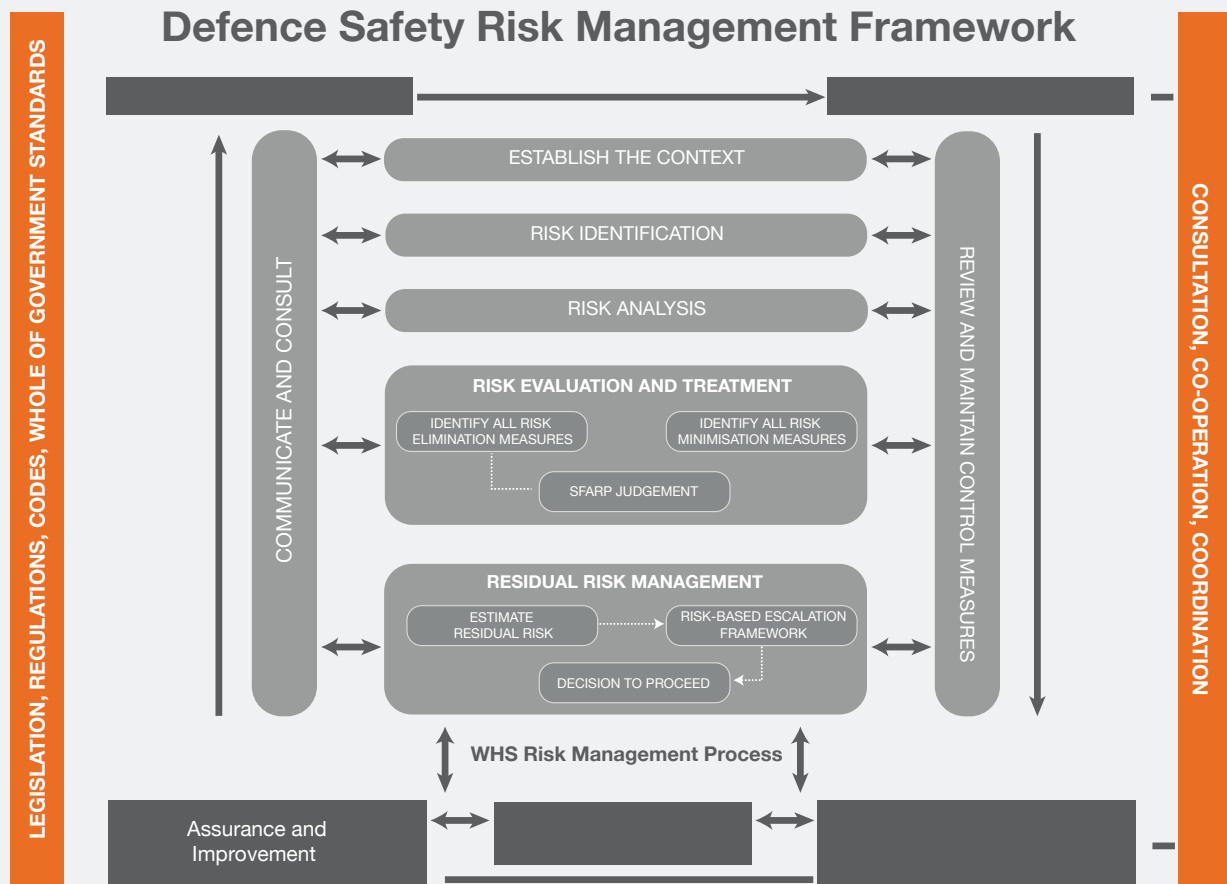 Defence Safety Risk Management Framework
LEGISLATION, REGULATIONS, CODES, WHOLE OF GOVERNMENT STANDARDS
COMMUNICATE AND CONSULT
ESTABLISH THE CONTEXT
RISK IDENTIFICATION
RISK ANALYSIS
RISK EVALUATION AND TREATMENT
IDENTIFY ALL RISK
ELIMINATION MEASURES
IDENTIFY ALL RISK
MINIMISATION MEASURES
SFARP JUDGEMENT
RESIDUAL RISK MANAGEMENT
ESTIMATE
RESIDUAL RISK
RISK-BASED ESCALATION
FRAMEWORK
DECISION TO PROCEED
REVIEW AND MAINTAIN CONTROL MEASURES
CONSULTATION, CO-OPERATION, COORDINATION
WHS Risk Management Process
Assurance and
Improvement